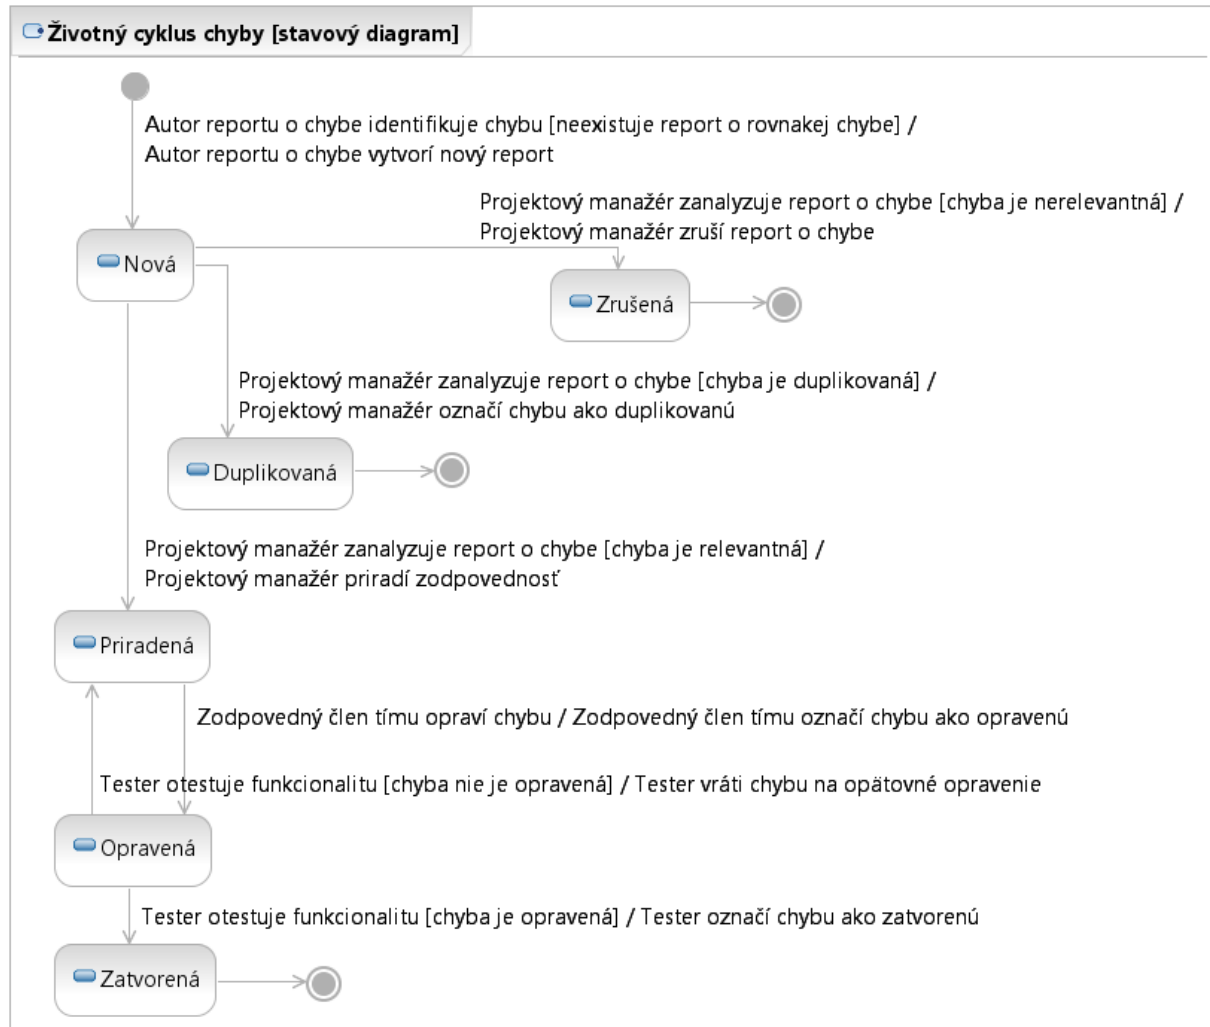 Životný cyklus chyby [stavový diagram]
Autor reportu o chybe identifikuje chybu [neexistuje report o rovnakej chybe] /
Autor reportu o chybe vytvorí nový report
Projektový manažér zanalyzuje report o chybe [chyba je nerelevantná] /
Projektový manažér zruší report o chybe
Nová
Zrušená
Projektový manažér zanalyzuje report o chybe [chyba je duplikovaná] /
Projektový manažér označí chybu ako duplikovanú
Duplikovaná
Projektový manažér zanalyzuje report o chybe [chyba je relevantná] /
Projektový manažér priradí zodpovednosť
Priradená
Zodpovedný člen tímu opraví chybu / Zodpovedný člen tímu označí chybu ako opravenú
Tester otestuje funkcionalitu [chyba nie je opravená] / Tester vráti chybu na opätovné opravenie
Opravená
Tester otestuje funkcionalitu [chyba je opravená] / Tester označí chybu ako zatvorenú
Zatvorená